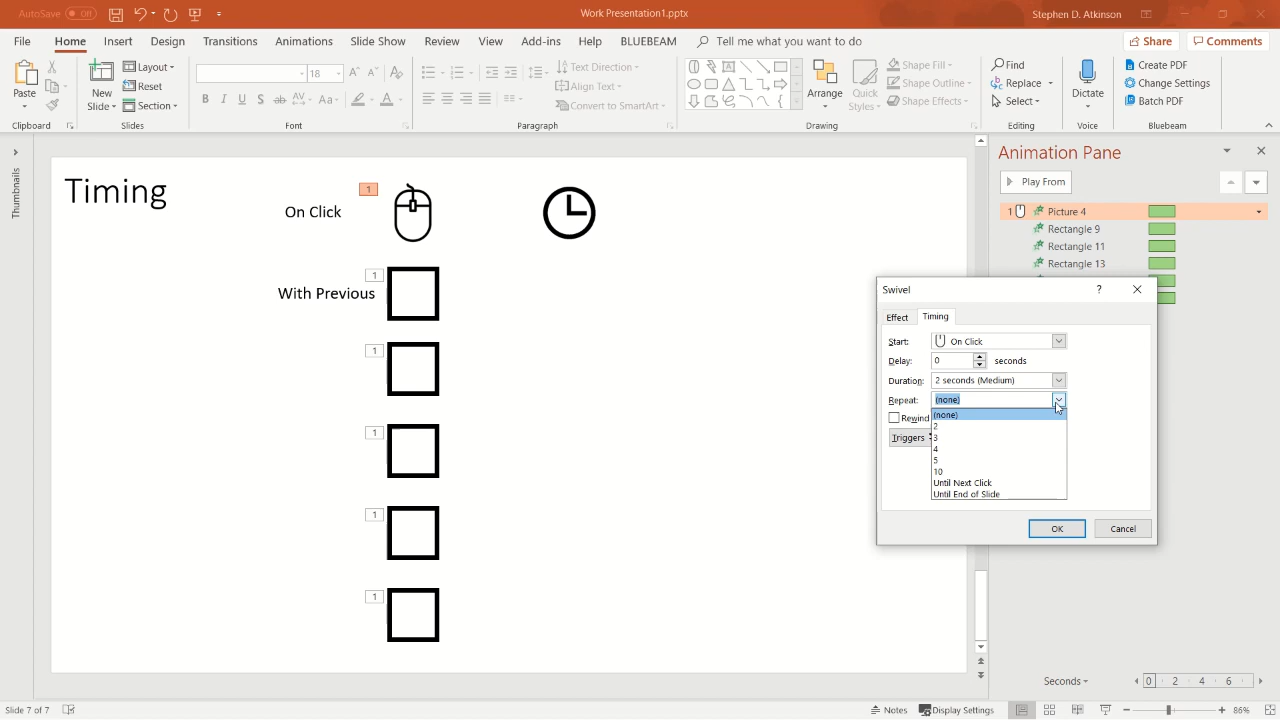 AutoSave Off
Work Presentation1.pptx
Stephen D. Atkinson
File Home Insert Design Transitions Animations Slide Show Review View Add-ins Help BLUEBEAM Tell me what you want to do Share Comments
Paste
New
Slide
Layout
Reset
Section
18
B I U S ab AV Aa A
Text Direction
Align Text
Convert to SmartArt
Arrange
Quick
Styles
Shape Fill
Shape Outline
Shape Effects
Find
Replace
Select
Dictate
Create PDF
Change Settings
Batch PDF
Clipboard Slides Font Paragraph Drawing Editing Voice Bluebeam
Thumbnails
Timing
1
On Click
1
With Previous
1
1
1
1
Animation Pane
Play From
1 Picture 4
Rectangle 9
Rectangle 11
Rectangle 13
Swivel ?
Effect Timing
Start: On Click
Delay: 0 seconds
Duration: 2 seconds (Medium)
Repeat: (none)
Rewind
Triggers
(none)
2
3
4
5
10
Until Next Click
Until End of Slide
OK Cancel
Seconds 0 2 4 6
Slide 7 of 7
Notes Display Settings 86%